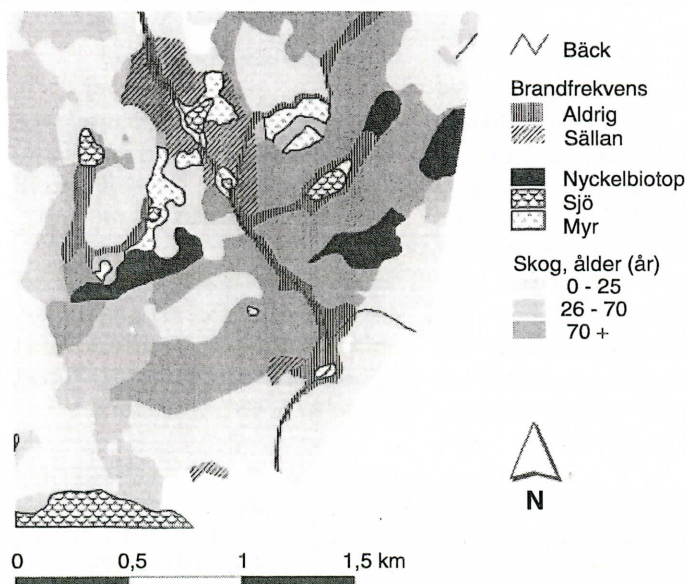 Bäck
Brandfrekvens
Aldrig
Sällan
Nyckelbiotop
Sjö
Myr
Skog, ålder (år)
0 - 25
26 - 70
70 +
N
0 0,5 1 1,5 km